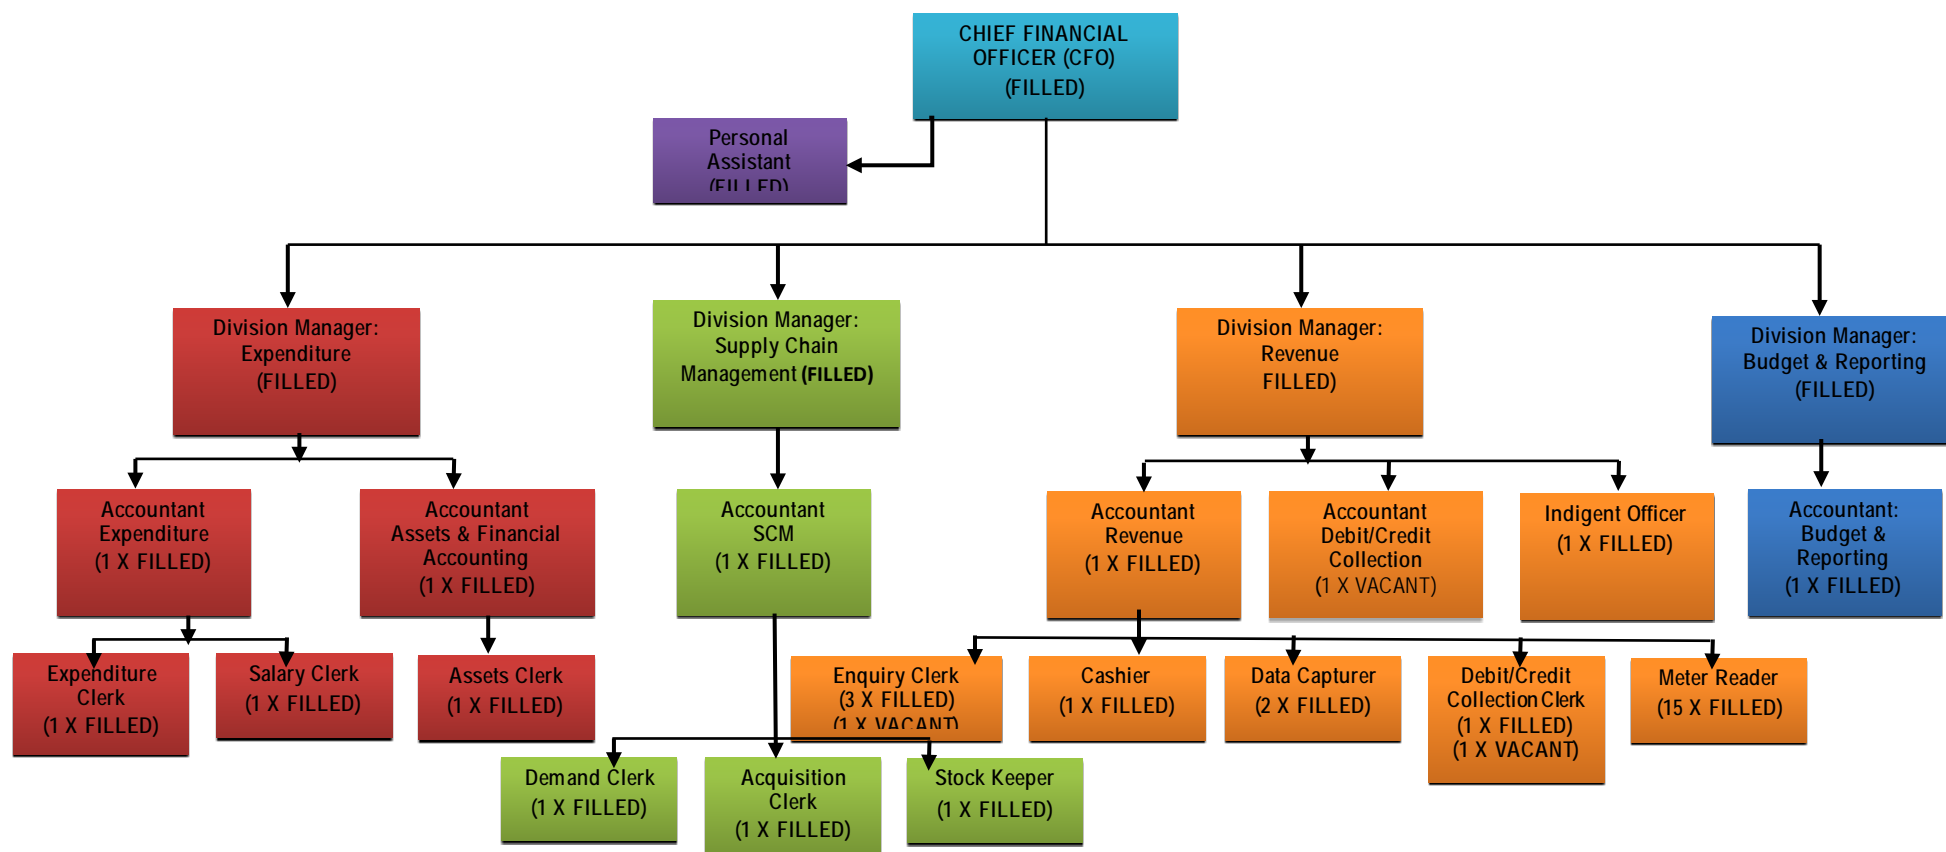 CHIEF FINANCIAL
OFFICER (CFO)
(FILLED)
Personal
Assistant
(FILLED)
Division Manager:
Expenditure
(FILLED)
Division Manager:
Supply Chain
Management (FILLED)
Division Manager:
Revenue
FILLED)
Division Manager:
Budget & Reporting
(FILLED)
Accountant
Expenditure
(1 X FILLED)
Accountant
Assets & Financial
Accounting
(1 X FILLED)
Accountant
SCM
(1 X FILLED)
Accountant
Revenue
(1 X FILLED)
Accountant
Debit/Credit
Collection
(1 X VACANT)
Indigent Officer
(1 X FILLED)
Accountant:
Budget &
Reporting
(1 X FILLED)
Expenditure
Clerk
(1 X FILLED)
Salary Clerk
(1 X FILLED)
Assets Clerk
(1 X FILLED)
Enquiry Clerk
(3 X FILLED)
(1 X VACANT)
Cashier
(1 X FILLED)
Data Capturer
(2 X FILLED)
Debit/Credit
Collection Clerk
(1 X FILLED)
(1 X VACANT)
Meter Reader
(15 X FILLED)
Demand Clerk
(1 X FILLED)
Acquisition
Clerk
(1 X FILLED)
Stock Keeper
(1 X FILLED)